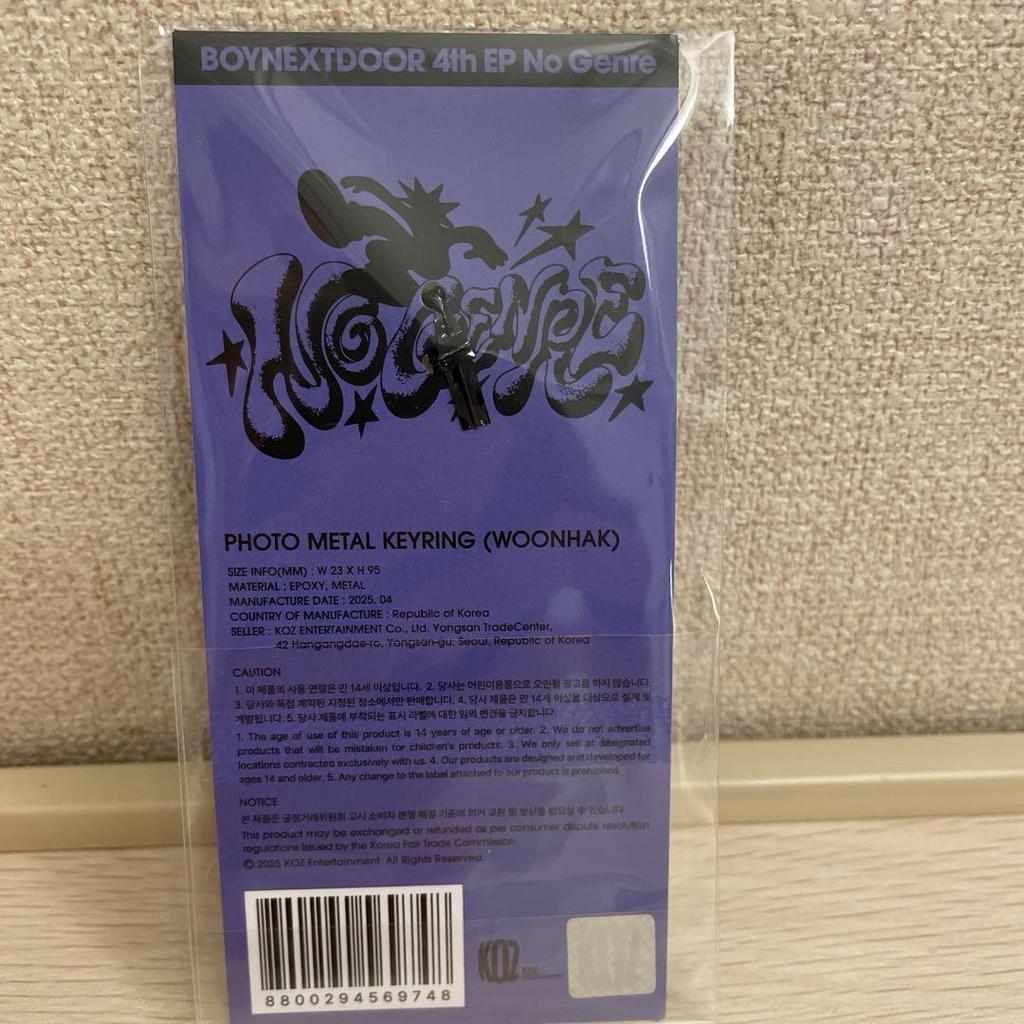 BOYNEXTDOOR 4th EP No Genre
NO GENRE
PHOTO METAL KEYRING (WOONHAK)
SIZE INFO(MM) : W 23 X H 95
MATERIAL : EPOXY, METAL
MANUFACTURE DATE : 2025. 04
COUNTRY OF MANUFACTURE : Republic of Korea
SELLER : KOZ ENTERTAINMENT Co., Ltd. Yongsan TradeCenter,
42 Hangangdae-ro, Yongsan-gu, Seoul, Republic of Korea
CAUTION
1. 이 제품의 사용 연령은 만 14세 이상입니다. 2. 당사는 어린이용품으로 오인될 광고를 하지 않습니다.
3. 당사와 독점 계약된 지정된 장소에서만 판매합니다. 4. 당사 제품은 만 14세 이상을 대상으로 설계 및
개발됩니다. 5. 당사 제품에 부착되는 표시 라벨에 대한 임의 변경을 금지합니다.
1. The age of use of this product is 14 years of age or older. 2. We do not advertise
products that will be mistaken for children's products. 3. We only sell at designated
locations contracted exclusively with us. 4. Our products are designed and developed for
ages 14 and older. 5. Any change to the label attached to our product is prohibited.
NOTICE
본 제품은 공정거래위원회 고시 소비자 분쟁 해결 기준에 의거 교환 및 보상을 받으실 수 있습니다.
This product may be exchanged or refunded as per consumer dispute resolution
regulations issued by the Korea Fair Trade Commission.
© 2025 KOZ Entertainment. All Rights Reserved.
KOZ
8800294569748